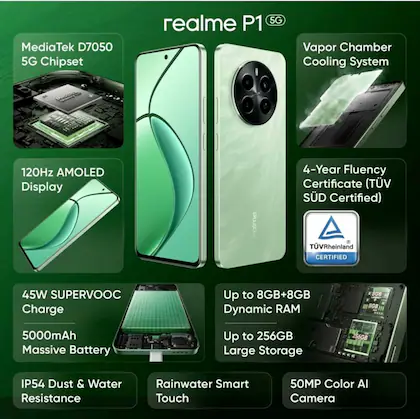 realme P1 5G
MediaTek D7050
5G Chipset
Vapor Chamber
Cooling System
120Hz AMOLED
Display
4-Year Fluency
Certificate (TÜV
SÜD Certified)
TÜVRheinland
CERTIFIED
realme
45W SUPERVOOC
Charge
5000mAh
Massive Battery
Up to 8GB+8GB
Dynamic RAM
Up to 256GB
Large Storage
IP54 Dust & Water
Resistance
Rainwater Smart
Touch
50MP Color AI
Camera